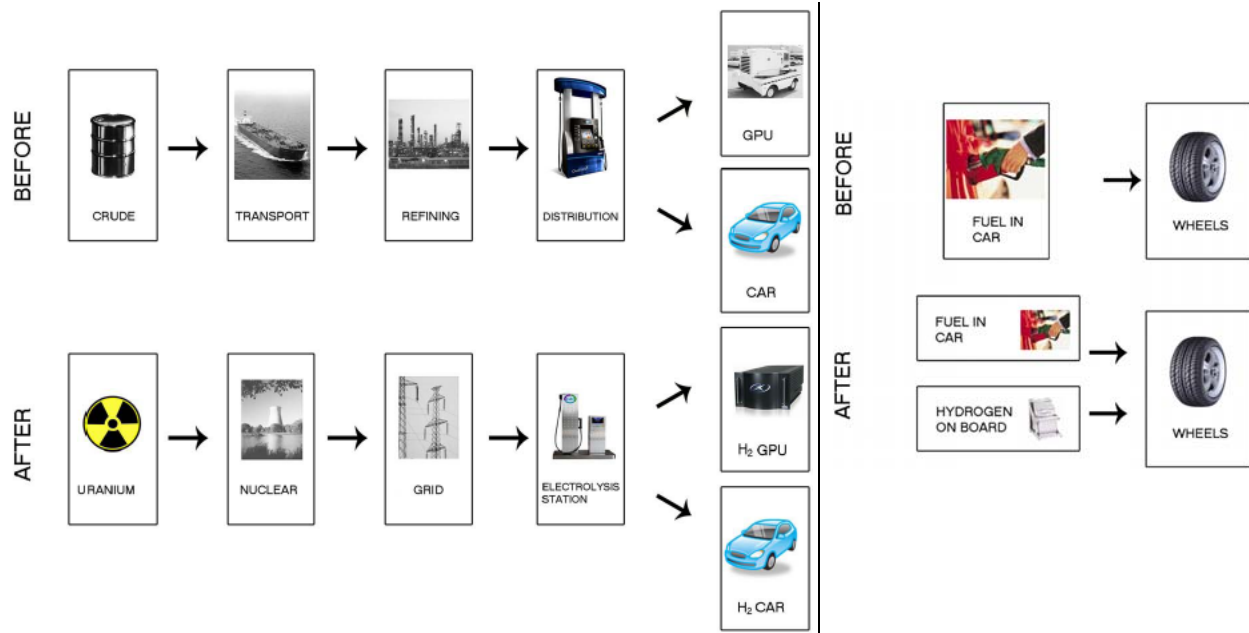 BEFORE
CRUDE
TRANSPORT
REFINING
DISTRIBUTION
GPU
CAR
AFTER
URANIUM
NUCLEAR
GRID
ELECTROLYSIS
STATION
H₂ GPU
H₂ CAR
BEFORE
FUEL IN
CAR
WHEELS
AFTER
FUEL IN
CAR
HYDROGEN
ON BOARD
WHEELS